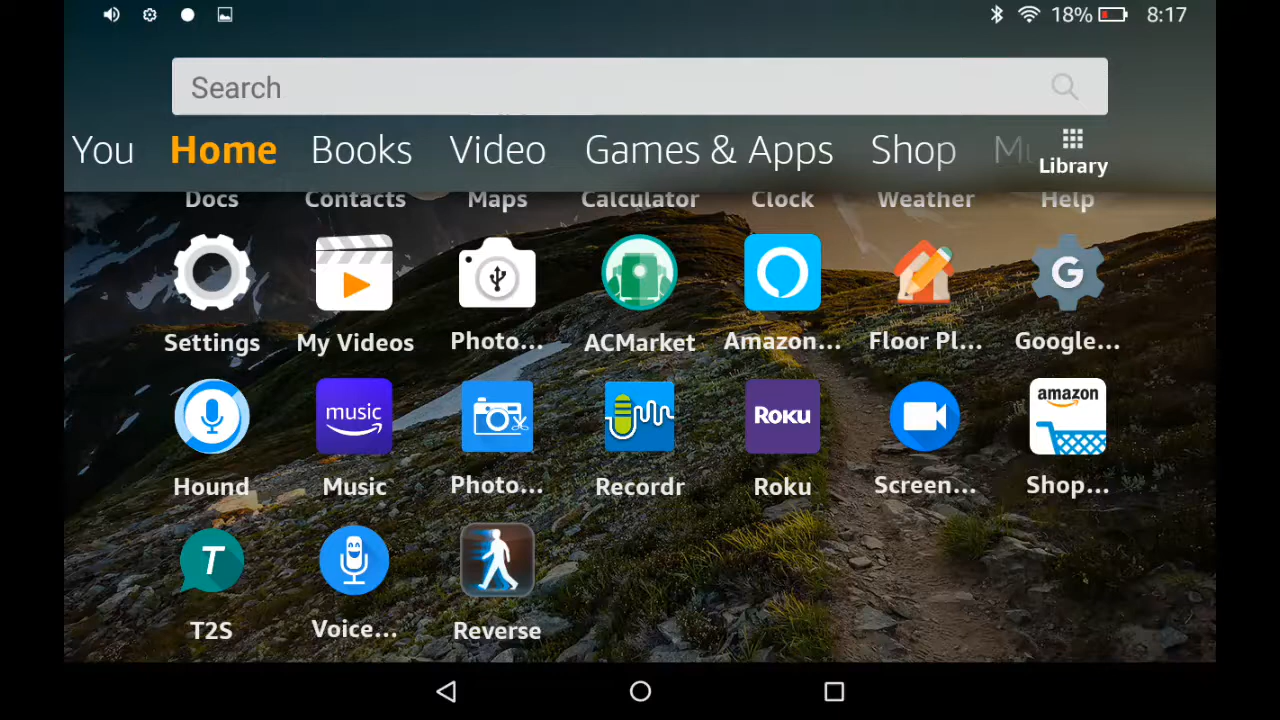 18% 8:17
Search
You Home Books Video Games & Apps Shop Mu
Library
Docs Contacts Maps Calculator Clock Weather Help
G
Settings My Videos Photo... ACMarket Amazon... Floor Pl... Google...
music Roku amazon
Hound Music Photo... Recordr Roku Screen... Shop...
T
T2S Voice... Reverse